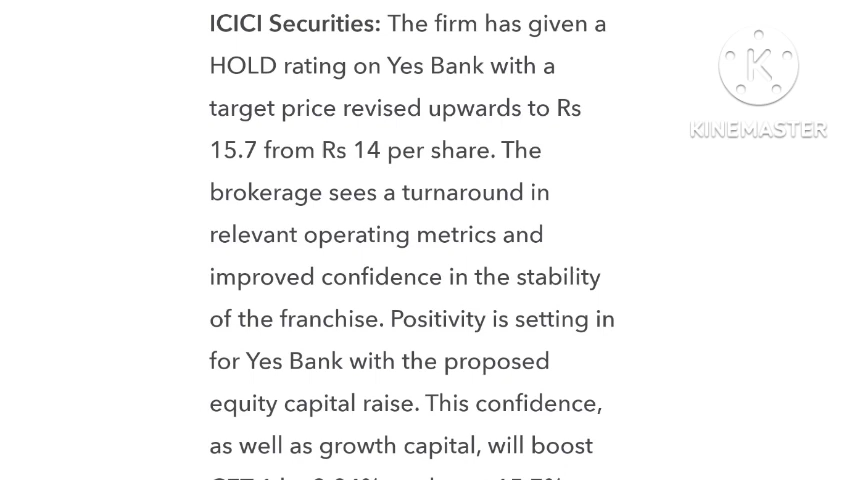 ICICI Securities: The firm has given a
HOLD rating on Yes Bank with a
target price revised upwards to Rs
15.7 from Rs 14 per share. The
brokerage sees a turnaround in
relevant operating metrics and
improved confidence in the stability
of the franchise. Positivity is setting in
for Yes Bank with the proposed
equity capital raise. This confidence,
as well as growth capital, will boost
K
KINEMASTER